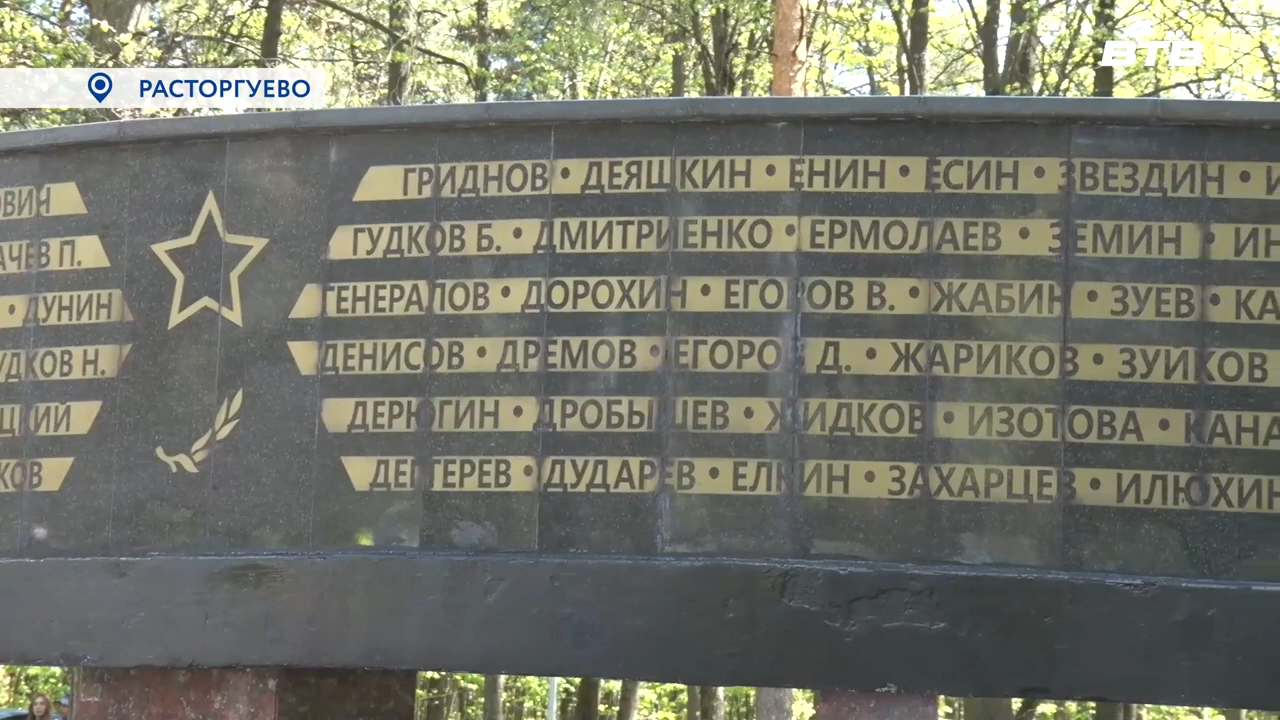 ВТВ
РАСТОРГУЕВО
ГРИДНОВ • ДЕЯШКИН • ЕНИН • ЕСИН • ЗВЕЗДИН •
ГУДКОВ Б. • ДМИТРИЕНКО • ЕРМОЛАЕВ • ЗЕМИН •
ГЕНЕРАЛОВ • ДОРОХИН • ЕГОРОВ В. • ЖАБИН • ЗУЕВ •
• ДУНИН
ДЕНИСОВ • ДРЕМОВ • ЕГОРОВ Д. • ЖАРИКОВ • ЗУЙКОВ
ДЕРЮГИН • ДРОБЫШЕВ • ЖИДКОВ • ИЗОТОВА •
ДЕГТЕРЕВ • ДУДАРЕВ • ЕЛКИН • ЗАХАРЦЕВ • ИЛЮХИН